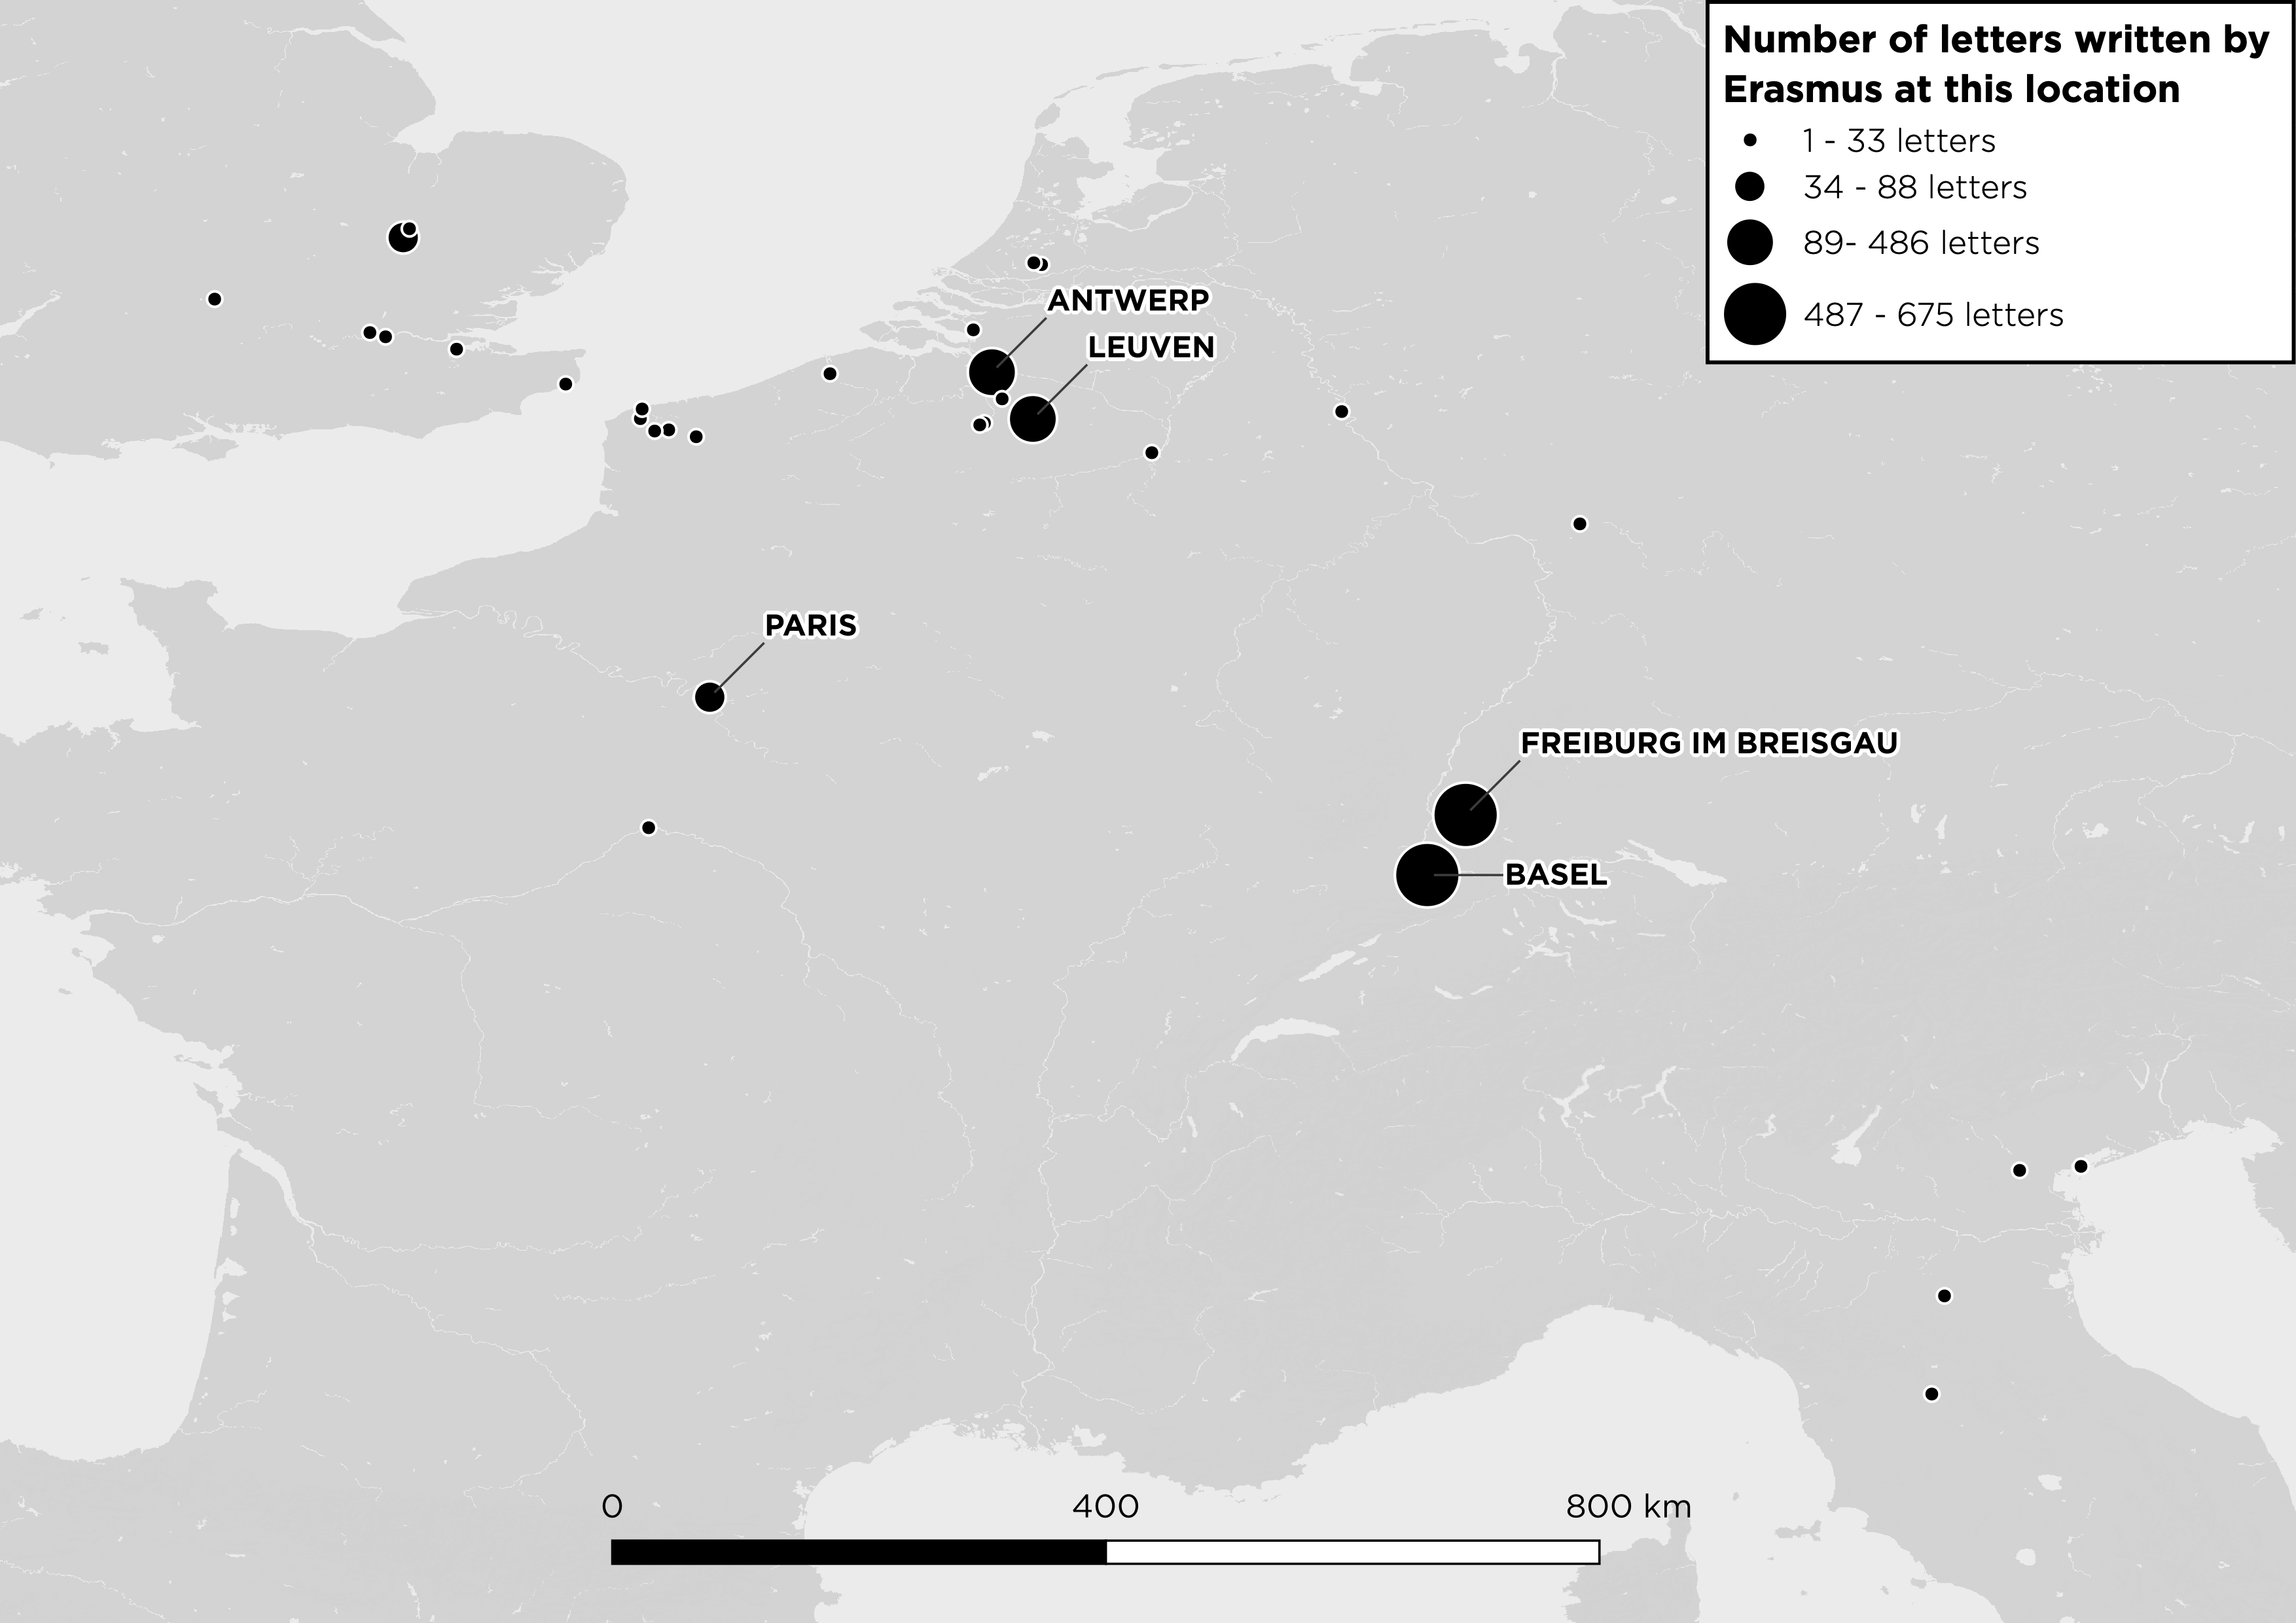 Number of letters written by
Erasmus at this location
1 - 33 letters
34 - 88 letters
89- 486 letters
487 - 675 letters
ANTWERP
LEUVEN
PARIS
FREIBURG IM BREISGAU
BASEL
0 400 800 km